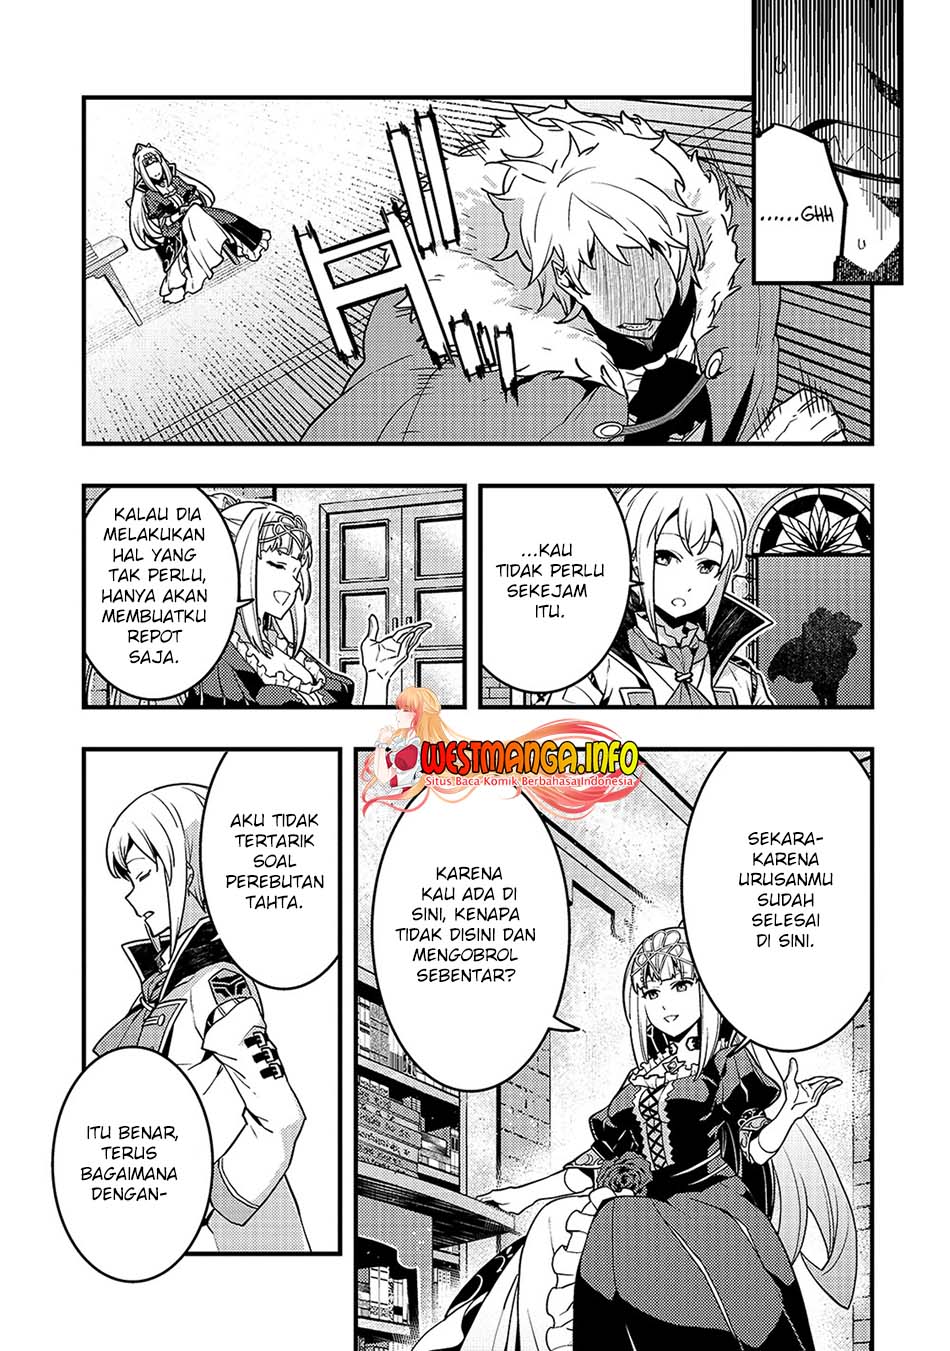 ......GHH
...KAU
TIDAK PERLU
SEKEJAM
ITU.
KALAU DIA
MELAKUKAN
HAL YANG
TAK PERLU,
HANYA AKAN
MEMBUATKU
REPOT
SAJA.
SEKARA-
KARENA
URUSANMU
SUDAH
SELESAI
DI SINI.
KARENA
KAU ADA DI
SINI, KENAPA
TIDAK DISINI DAN
MENGOBROL
SEBENTAR?
WESTMANGA.INFO
Situs Baca Komik Berbahasa Indonesia
AKU TIDAK
TERTARIK
SOAL
PEREBUTAN
TAHTA.
ITU BENAR,
TERUS
BAGAIMANA
DENGAN-